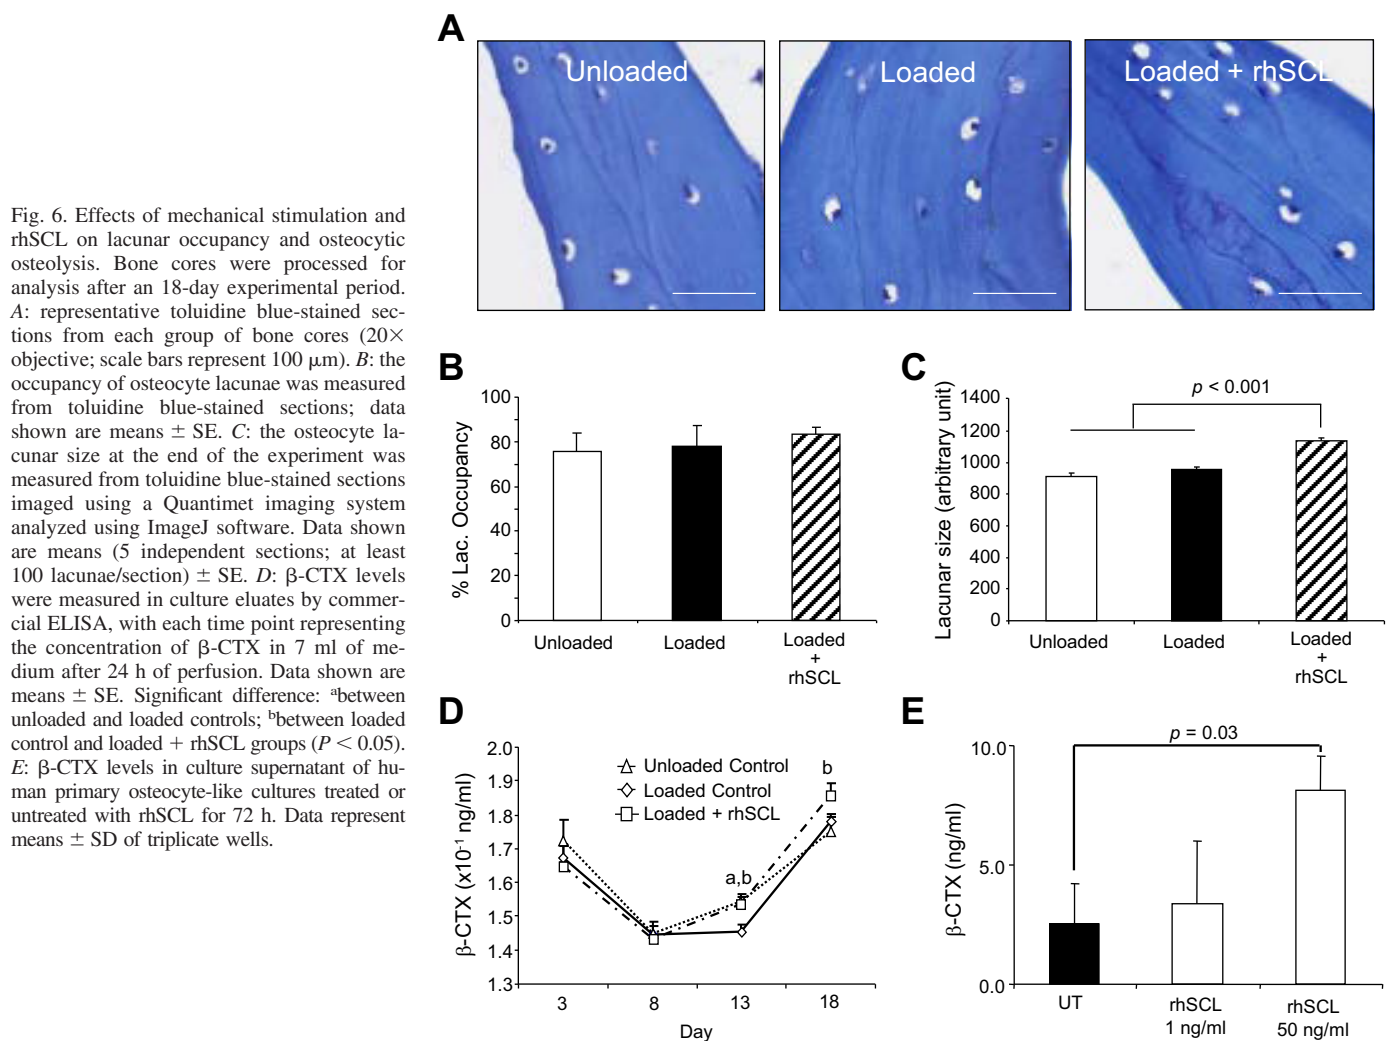 Fig. 6. Effects of mechanical stimulation and
rhSCL on lacunar occupancy and osteocytic
osteolysis. Bone cores were processed for
analysis after an 18-day experimental period.
A: representative toluidine blue-stained sec-
tions from each group of bone cores (20×
objective; scale bars represent 100 μm). B: the
occupancy of osteocyte lacunae was measured
from toluidine blue-stained sections; data
shown are means ± SE. C: the osteocyte la-
cunar size at the end of the experiment was
measured from toluidine blue-stained sections
imaged using a Quantimet imaging system
analyzed using ImageJ software. Data shown
are means (5 independent sections; at least
100 lacunae/section) ± SE. D: β-CTX levels
were measured in culture eluates by commer-
cial ELISA, with each time point representing
the concentration of β-CTX in 7 ml of me-
dium after 24 h of perfusion. Data shown are
means ± SE. Significant difference: ᵃbetween
unloaded and loaded controls; ᵇbetween loaded
control and loaded + rhSCL groups (P < 0.05).
E: β-CTX levels in culture supernatant of hu-
man primary osteocyte-like cultures treated or
untreated with rhSCL for 72 h. Data represent
means ± SD of triplicate wells.
A
Unloaded
Loaded
Loaded + rhSCL
B
% Lac. Occupancy
100
80
60
40
20
0
Unloaded
Loaded
Loaded
+
rhSCL
C
Lacunar size (arbitrary unit)
1400
1200
1000
800
600
400
200
0
p < 0.001
Unloaded
Loaded
Loaded
+
rhSCL
D
β-CTX (x10⁻¹ ng/ml)
2.0
1.9
1.8
1.7
1.6
1.5
1.4
1.3
Unloaded Control
Loaded Control
Loaded + rhSCL
a,b
b
3
8
13
18
Day
E
β-CTX (ng/ml)
10.0
5.0
0.0
p = 0.03
UT
rhSCL
1 ng/ml
rhSCL
50 ng/ml